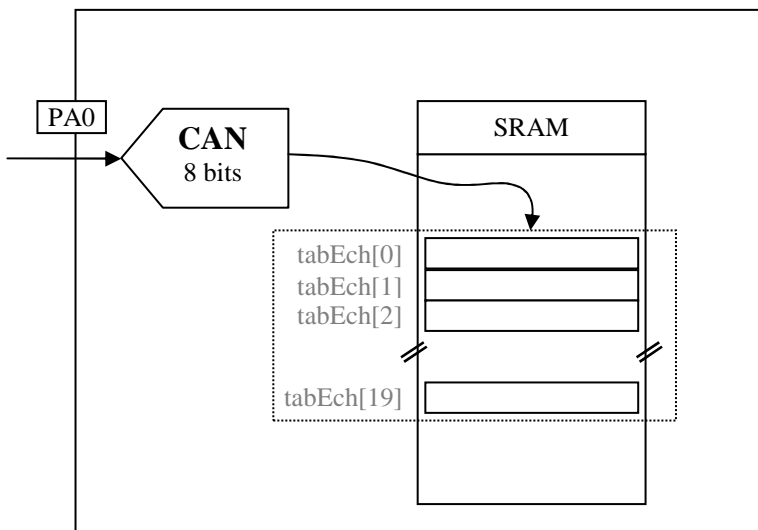 PA0
CAN
8 bits
SRAM
tabEch[0]
tabEch[1]
tabEch[2]
tabEch[19]